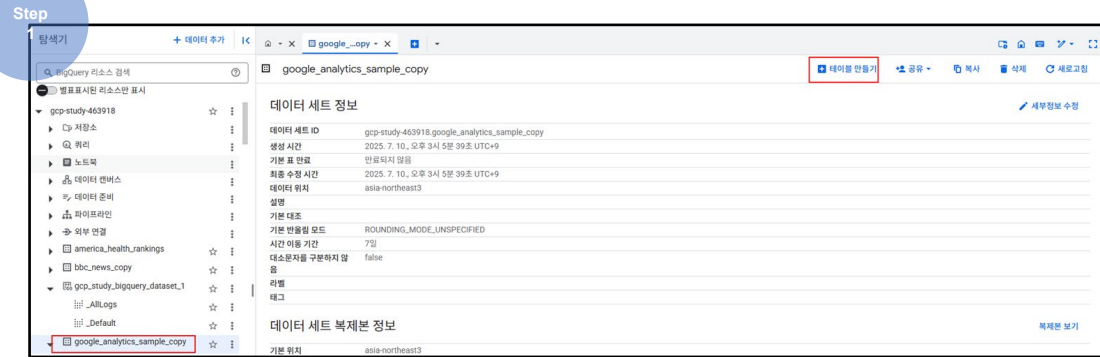 Step
1
탐색기
+ 데이터 추가
google_...opy
BigQuery 리소스 검색
별표표시된 리소스만 표시
gcp-study-463918
저장소
쿼리
노트북
데이터 캔버스
데이터 준비
파이프라인
외부 연결
america_health_rankings
bbc_news_copy
gcp_study_bigquery_dataset_1
_AllLogs
_Default
google_analytics_sample_copy
google_analytics_sample_copy
테이블 만들기
공유
복사
삭제
새로고침
데이터 세트 정보
세부정보 수정
데이터 세트 ID gcp-study-463918.google_analytics_sample_copy
생성 시간 2025. 7. 10., 오후 3시 5분 39초 UTC+9
기본 표 만료 만료되지 않음
최종 수정 시간 2025. 7. 10., 오후 3시 5분 39초 UTC+9
데이터 위치 asia-northeast3
설명
기본 대조
기본 반올림 모드 ROUNDING_MODE_UNSPECIFIED
시간 이동 기간 7일
대소문자를 구분하지 않 false
음
라벨
태그
데이터 세트 복제본 정보
복제본 보기
기본 위치 asia-northeast3